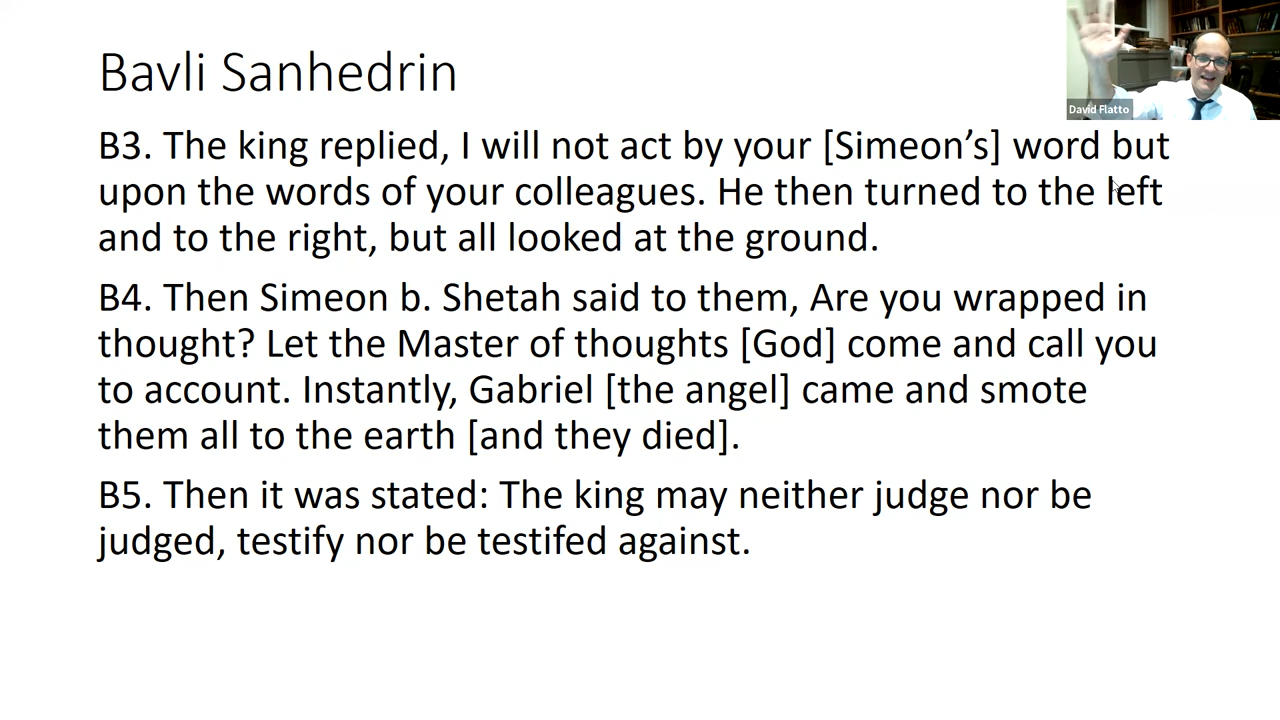 Bavli Sanhedrin
David Flatto
B3. The king replied, I will not act by your [Simeon’s] word but
upon the words of your colleagues. He then turned to the left
and to the right, but all looked at the ground.
B4. Then Simeon b. Shetah said to them, Are you wrapped in
thought? Let the Master of thoughts [God] come and call you
to account. Instantly, Gabriel [the angel] came and smote
them all to the earth [and they died].
B5. Then it was stated: The king may neither judge nor be
judged, testify nor be testifed against.